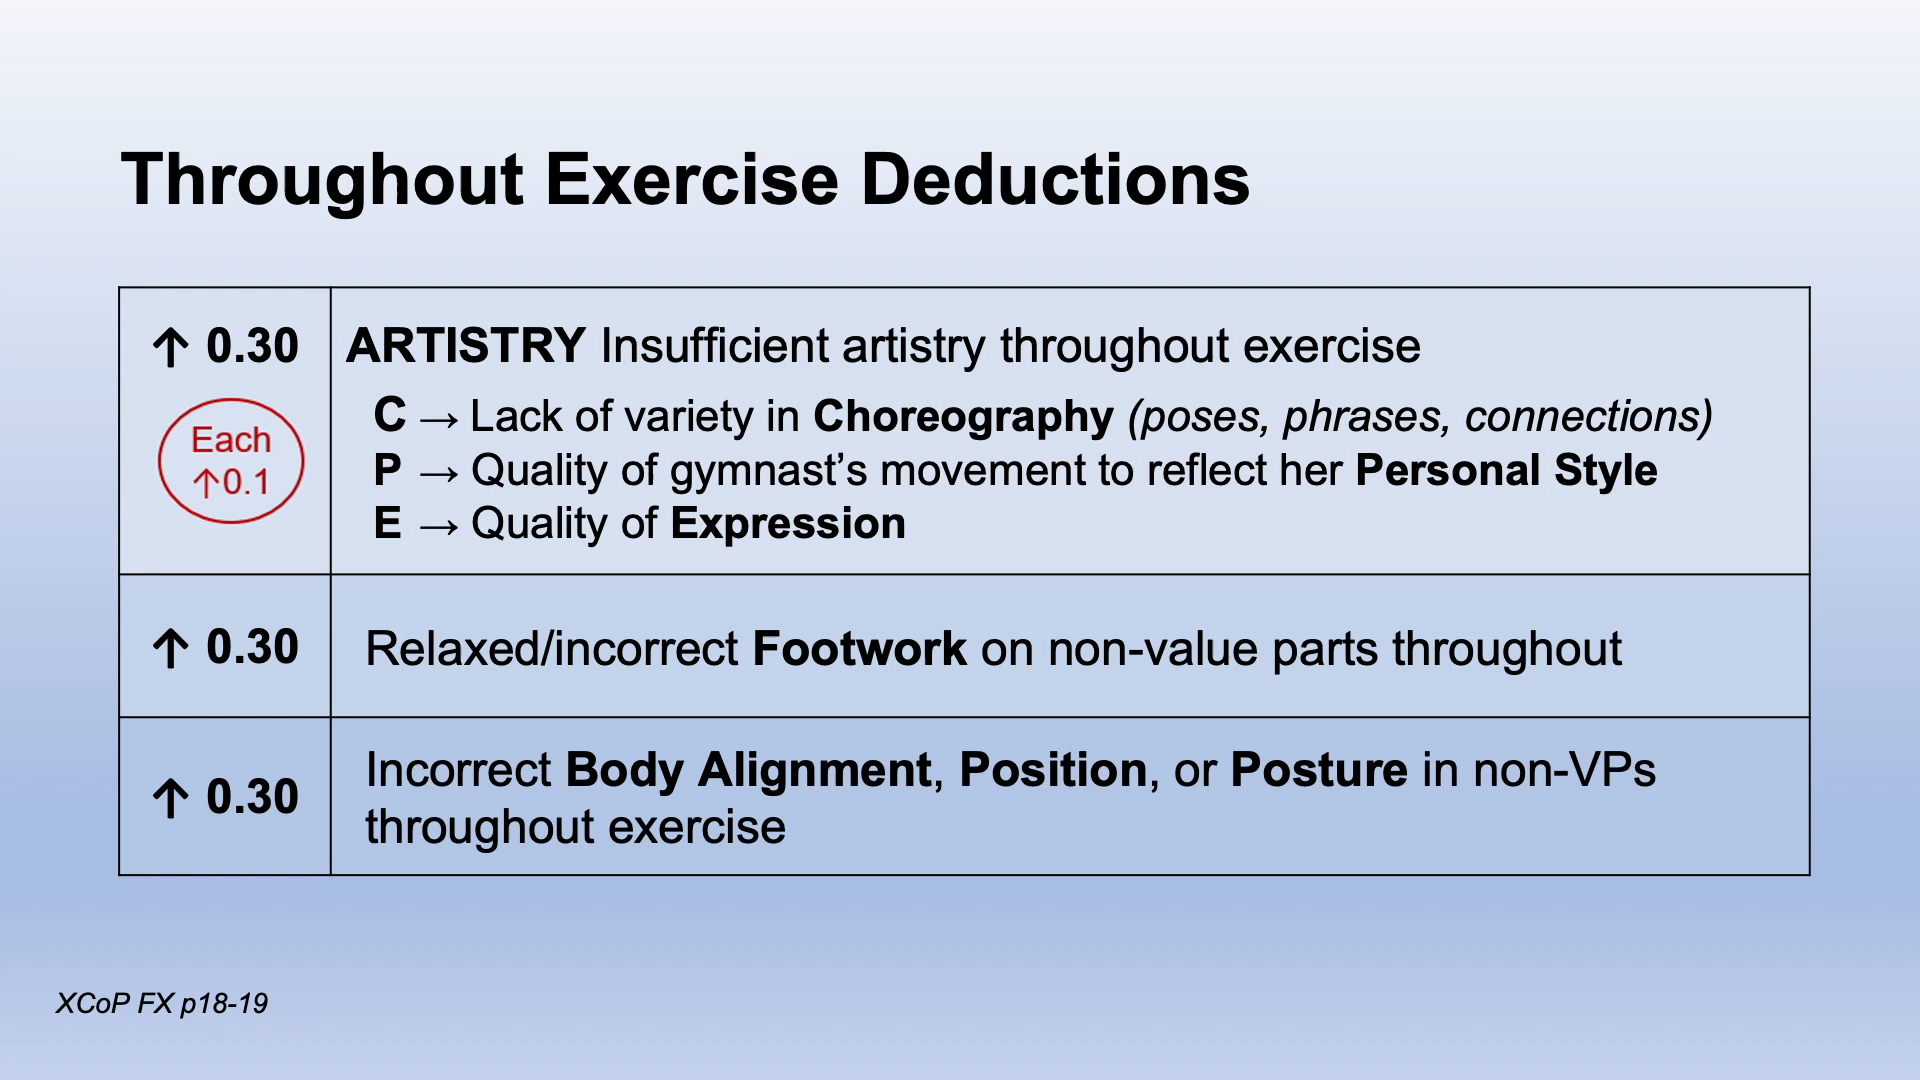 Throughout Exercise Deductions
↑ 0.30
ARTISTRY Insufficient artistry throughout exercise
Each
↑0.1
C → Lack of variety in Choreography (poses, phrases, connections)
P → Quality of gymnast’s movement to reflect her Personal Style
E → Quality of Expression
↑ 0.30
Relaxed/incorrect Footwork on non-value parts throughout
↑ 0.30
Incorrect Body Alignment, Position, or Posture in non-VPs
throughout exercise
XCoP FX p18-19